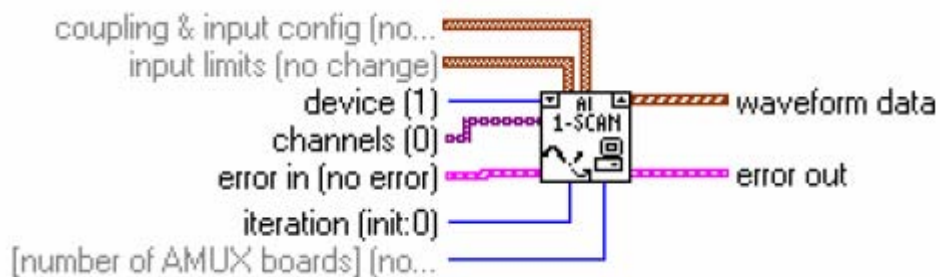 coupling & input config (no...
input limits (no change)
device (1)
channels (0)
error in (no error)
iteration (init:0)
[number of AMUX boards] (no...
AI
1-SCAN
waveform data
error out